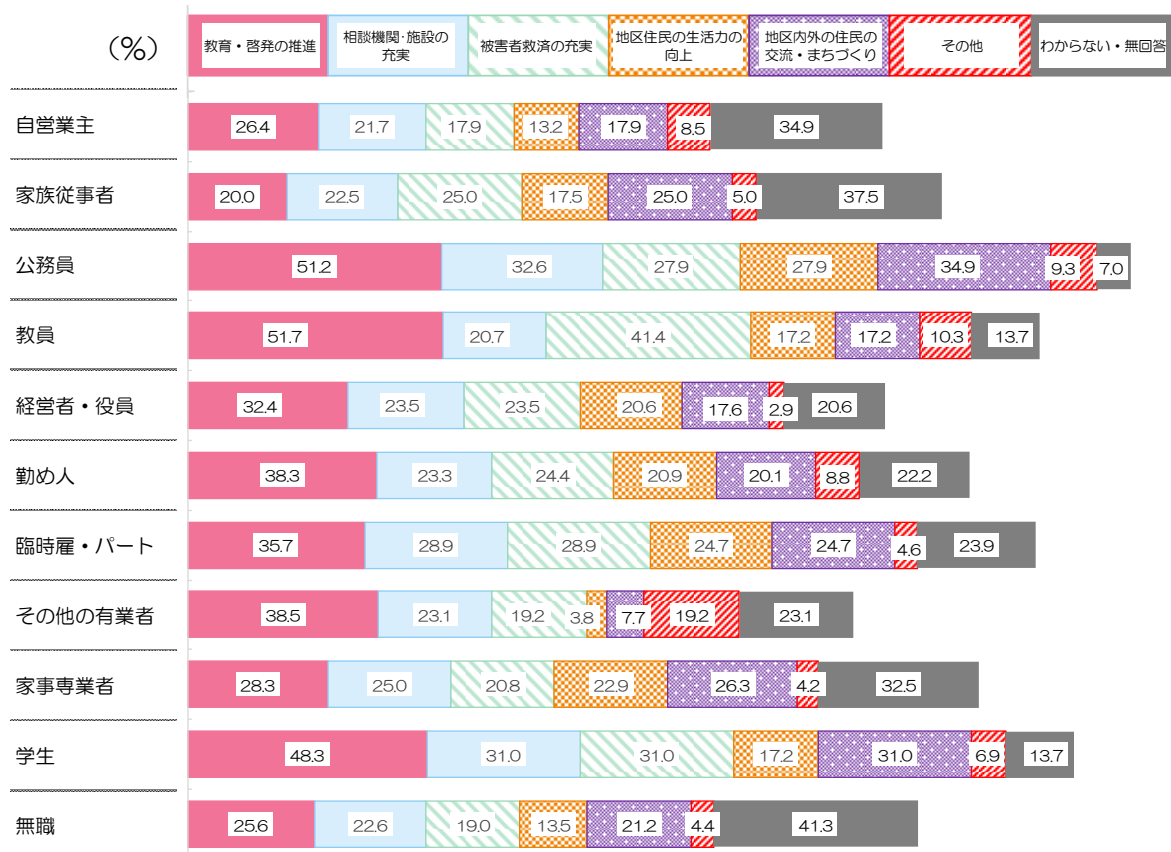 (％)
教育・啓発の推進
相談機関・施設の
充実
被害者救済の充実
地区住民の生活力の
向上
地区内外の住民の
交流・まちづくり
その他
わからない・無回答
自営業主 26.4 21.7 17.9 13.2 17.9 8.5 34.9
家族従事者 20.0 22.5 25.0 17.5 25.0 5.0 37.5
公務員 51.2 32.6 27.9 27.9 34.9 9.3 7.0
教員 51.7 20.7 41.4 17.2 17.2 10.3 13.7
経営者・役員 32.4 23.5 23.5 20.6 17.6 2.9 20.6
勤め人 38.3 23.3 24.4 20.9 20.1 8.8 22.2
臨時雇・パート 35.7 28.9 28.9 24.7 24.7 4.6 23.9
その他の有業者 38.5 23.1 19.2 3.8 7.7 19.2 23.1
家事専業者 28.3 25.0 20.8 22.9 26.3 4.2 32.5
学生 48.3 31.0 31.0 17.2 31.0 6.9 13.7
無職 25.6 22.6 19.0 13.5 21.2 4.4 41.3